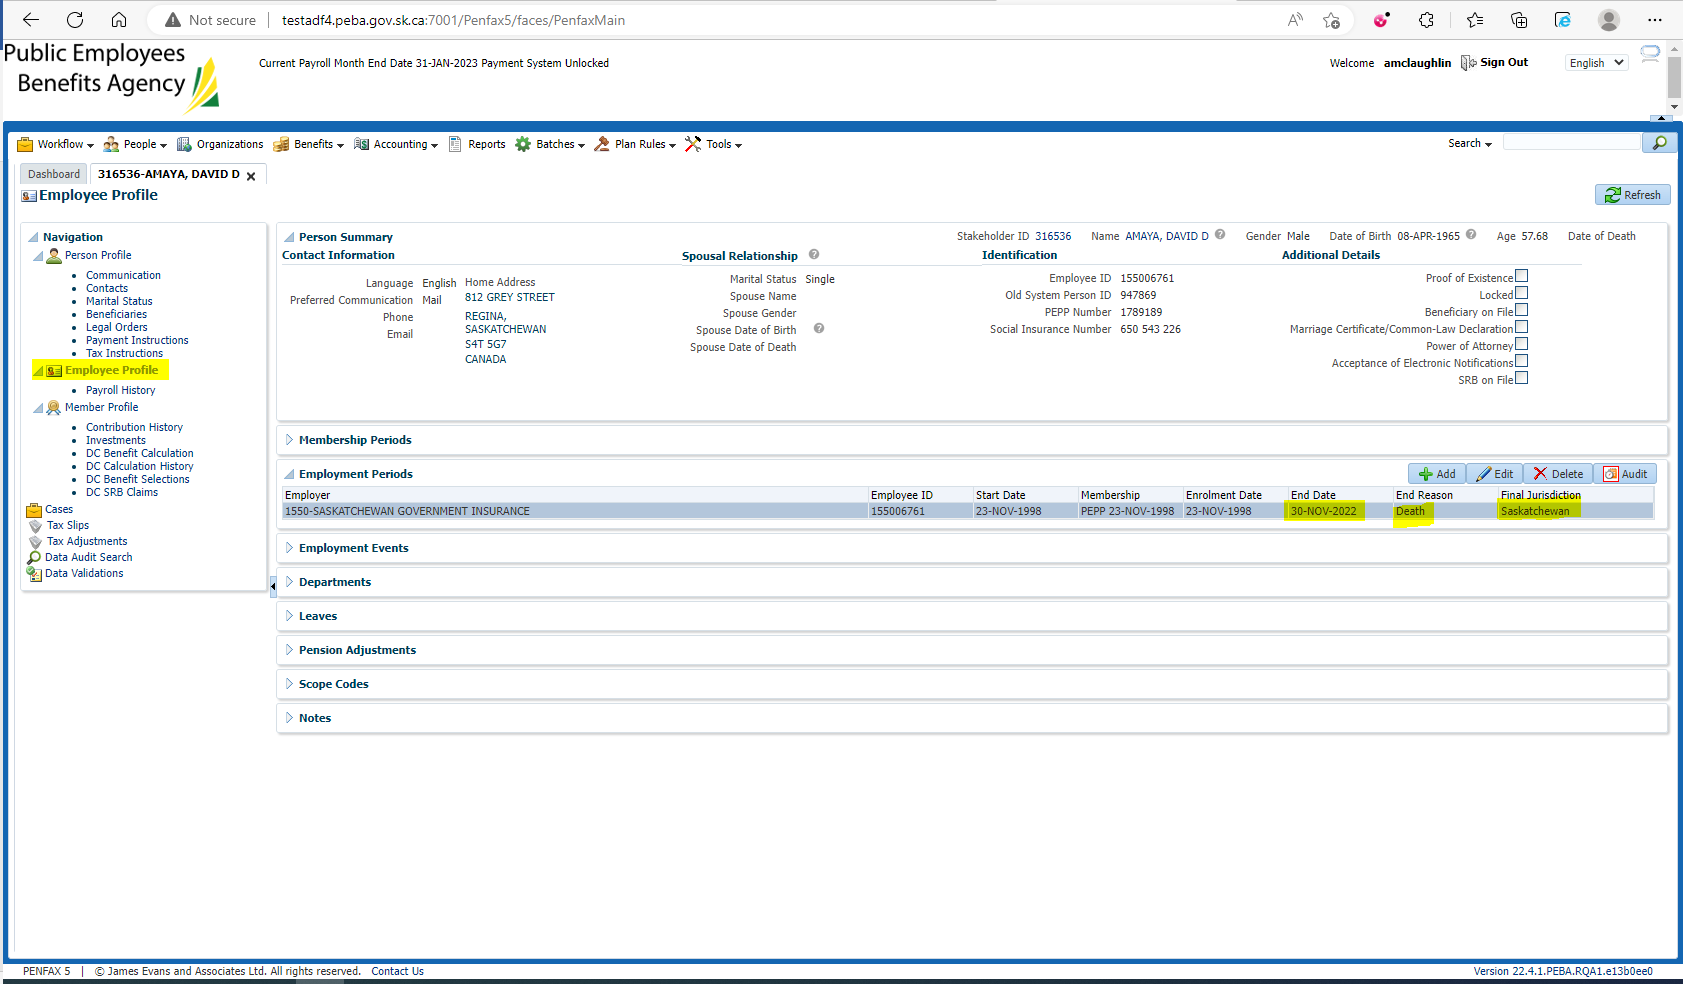 Not secure | testadf4.peba.gov.sk.ca:7001/Penfax5/faces/PenfaxMain
Public Employees
Benefits Agency
Current Payroll Month End Date 31-JAN-2023 Payment System Unlocked
Welcome amclaughlin Sign Out English
Workflow People Organizations Benefits Accounting Reports Batches Plan Rules Tools Search
Dashboard 316536-AMAYA, DAVID D
Employee Profile
Refresh
Navigation
Person Profile
Communication
Contacts
Marital Status
Beneficiaries
Legal Orders
Payment Instructions
Tax Instructions
Employee Profile
Payroll History
Member Profile
Contribution History
Investments
DC Benefit Calculation
DC Calculation History
DC Benefit Selections
DC SRB Claims
Cases
Tax Slips
Tax Adjustments
Data Audit Search
Data Validations
Person Summary
Stakeholder ID 316536 Name AMAYA, DAVID D Gender Male Date of Birth 08-APR-1965 Age 57.68 Date of Death
Contact Information
Language English
Preferred Communication Mail
Phone
Email
Home Address
812 GREY STREET
REGINA,
SASKATCHEWAN
S4T 5G7
CANADA
Spousal Relationship
Marital Status Single
Spouse Name
Spouse Gender
Spouse Date of Birth
Spouse Date of Death
Identification
Employee ID 155006761
Old System Person ID 947869
PEPP Number 1789189
Social Insurance Number 650 543 226
Additional Details
Proof of Existence
Locked
Beneficiary on File
Marriage Certificate/Common-Law Declaration
Power of Attorney
Acceptance of Electronic Notifications
SRB on File
Membership Periods
Employment Periods
Add Edit Delete Audit
Employer Employee ID Start Date Membership Enrolment Date End Date End Reason Final Jurisdiction
1550-SASKATCHEWAN GOVERNMENT INSURANCE 155006761 23-NOV-1998 PEPP 23-NOV-1998 23-NOV-1998 30-NOV-2022 Death Saskatchewan
Employment Events
Departments
Leaves
Pension Adjustments
Scope Codes
Notes
PENFAX 5 | © James Evans and Associates Ltd. All rights reserved. Contact Us
Version 22.4.1.PEBA.RQA1.e13b0ee0